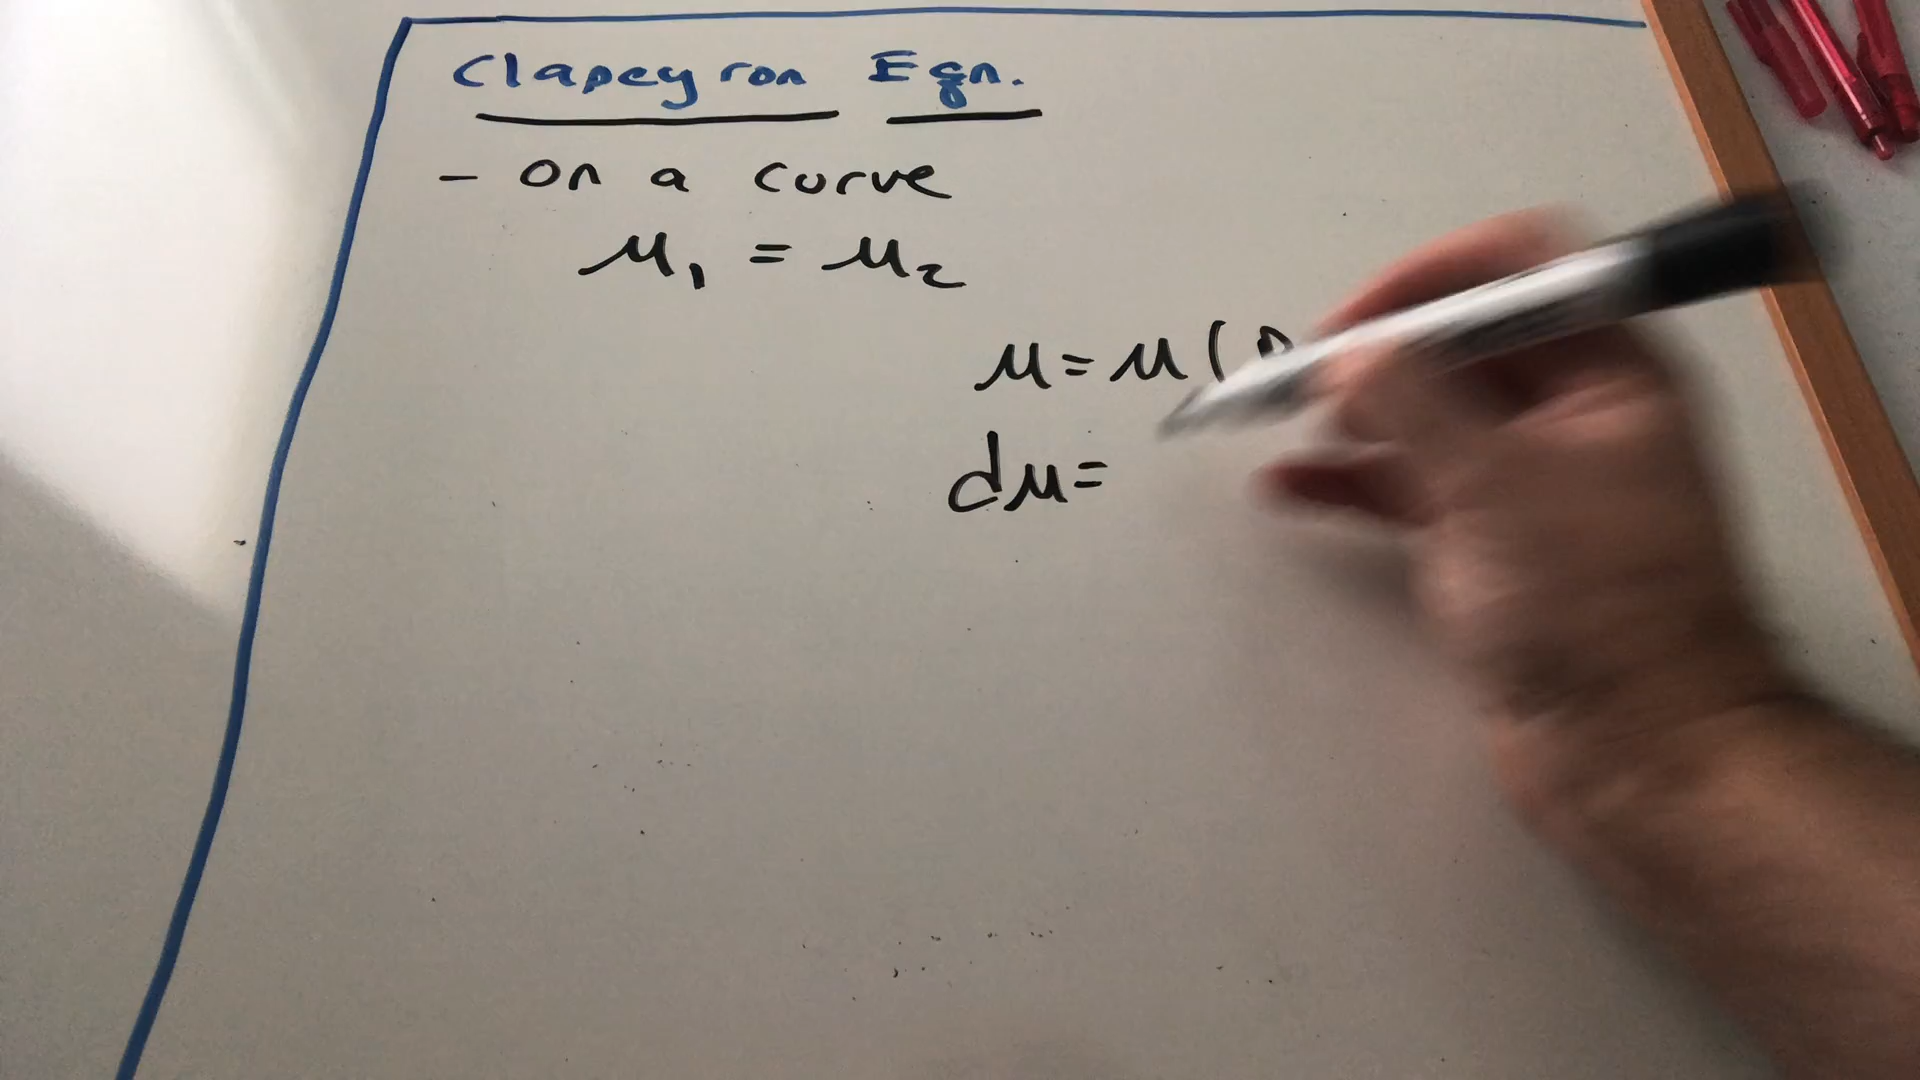 Clapeyron Eqn.
- on a curve
μ₁ = μ₂
μ = μ (
dμ =